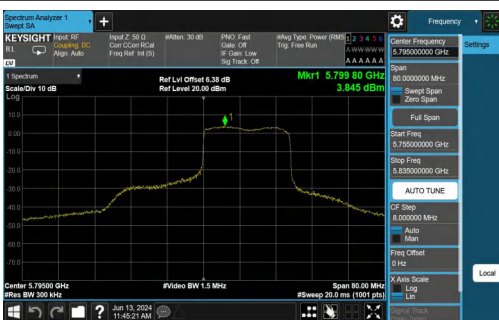 Spectrum Analyzer 1
Swept SA
Frequency
KEYSIGHT Input: RF
RL Coupling: DC
Align: Auto
Input Z: 50 Ω
Corr CCorr RCal
Freq Ref: Int (S)
#Atten: 30 dB
PNO: Fast
Gate: Off
IF Gain: Low
Sig Track: Off
#Avg Type: Power (RMS
Trig: Free Run
1 2 3 4 5 6
A W W W W W
A A A A A A
LW
1 Spectrum
Scale/Div 10 dB
Log
Ref Lvl Offset 6.38 dB
Ref Level 20.00 dBm
Mkr1 5.799 80 GHz
3.845 dBm
1
10.0
0.00
-10.0
-20.0
-30.0
-40.0
-50.0
-60.0
-70.0
Center 5.79500 GHz
#Res BW 300 kHz
#Video BW 1.5 MHz
Span 80.00 MHz
#Sweep 20.0 ms (1001 pts)
Jun 13, 2024
11:45:21 AM
Center Frequency
5.795000000 GHz
Settings
Span
80.0000000 MHz
Swept Span
Zero Span
Full Span
Start Freq
5.755000000 GHz
Stop Freq
5.835000000 GHz
AUTO TUNE
CF Step
8.000000 MHz
Auto
Man
Freq Offset
0 Hz
X Axis Scale
Log
Lin
Local
Signal Track